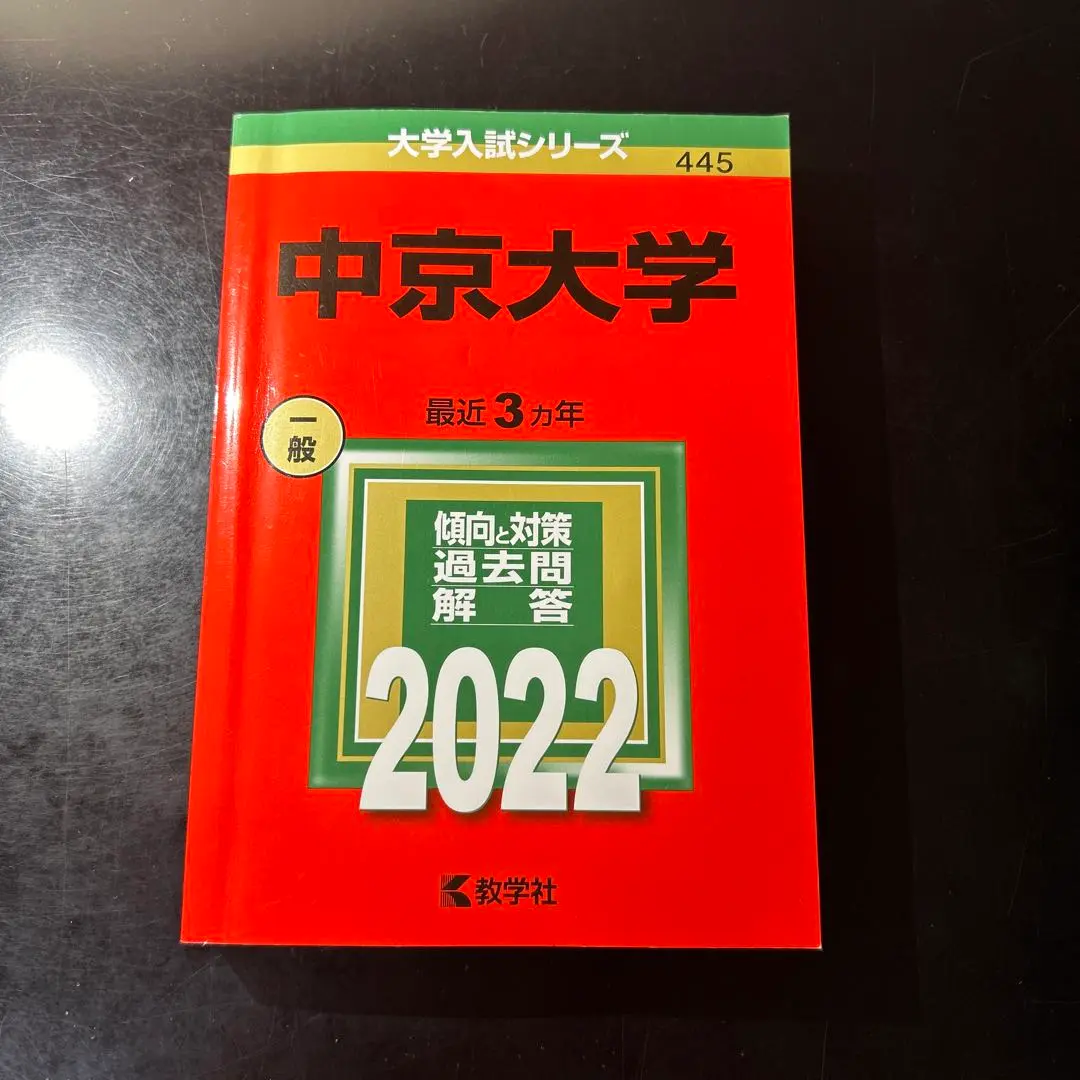 大学入試シリーズ
445
中京大学
最近3カ年
一般
傾向と対策
過去問
解答
2022
教学社